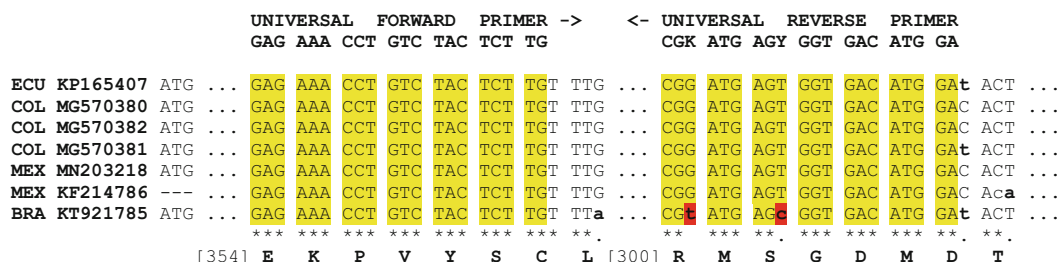 UNIVERSAL FORWARD PRIMER -> <- UNIVERSAL REVERSE PRIMER
GAG AAA CCT GTC TAC TCT TG CGK ATG AGY GGT GAC ATG GA
ECU KP165407 ATG ... GAG AAA CCT GTC TAC TCT TGT TTG ... CGG ATG AGT GGT GAC ATG GAt ACT ...
COL MG570380 ATG ... GAG AAA CCT GTC TAC TCT TGT TTG ... CGG ATG AGT GGT GAC ATG GAC ACT ...
COL MG570382 ATG ... GAG AAA CCT GTC TAC TCT TGT TTG ... CGG ATG AGT GGT GAC ATG GAC ACT ...
COL MG570381 ATG ... GAG AAA CCT GTC TAC TCT TGT TTG ... CGG ATG AGT GGT GAC ATG GAt ACT ...
MEX MN203218 ATG ... GAG AAA CCT GTC TAC TCT TGT TTG ... CGG ATG AGT GGT GAC ATG GAC ACT ...
MEX KF214786 --- ... GAG AAA CCT GTC TAC TCT TGT TTG ... CGG ATG AGT GGT GAC ATG GAC ACa ...
BRA KT921785 ATG ... GAG AAA CCT GTC TAC TCT TGT TTa ... CGt ATG AGc GGT GAC ATG GAt ACT ...
*** *** *** *** *** *** *** **. ** *** **. *** *** *** **. **.
[354] E K P V Y S C L [300] R M S G D M D T